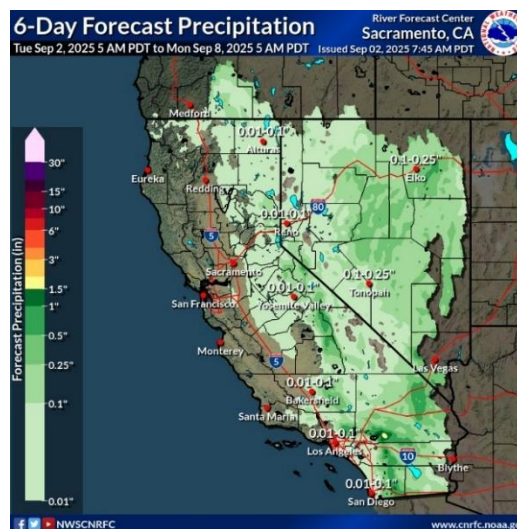 6-Day Forecast Precipitation
Tue Sep 2, 2025 5 AM PDT to Mon Sep 8, 2025 5 AM PDT
River Forecast Center
Sacramento, CA
Issued Sep 02, 2025 7:45 AM PDT
NATIONAL WEATHER
Medford
0.01-0.1"
Alturas
0.1-0.25"
Elko
Eureka
Redding
80
0.01-0.1"
Reno
5
Sacramento
0.1-0.25"
Tonopah
San Francisco
0.01-0.1"
Yosemite Valley
Monterey
5
Las Vegas
0.01-0.1"
Bakersfield
Santa Maria
0.01-0.1"
Los Angeles
10
Blythe
0.01-0.1"
San Diego
Forecast Precipitation (in)
30"
15"
10"
6"
3"
1.5"
1"
0.5"
0.25"
0.1"
0.01"
NWSCNRFC
www.cnrfc.noaa.gov